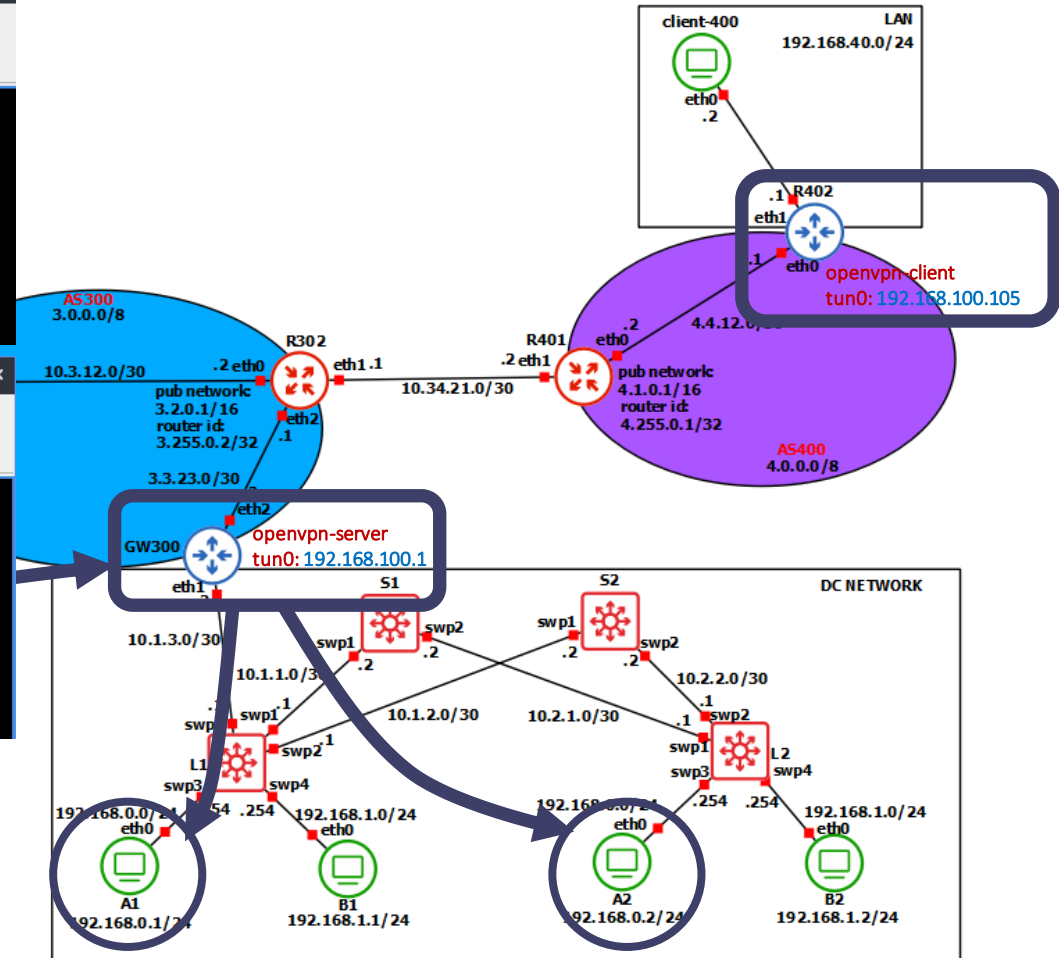 client-400
LAN
192.168.40.0/24
eth0
.2
R402
.1
eth1
.1
eth0
openvpn-client
tun0: 192.168.100.105
4.4.12.0/
AS300
3.0.0.0/8
R302
10.3.12.0/30
.2 eth0
eth1 .1
pub network:
3.2.0.1/16
router id:
3.255.0.2/32
eth2
.1
10.34.21.0/30
R401
.2 eth1
.2
eth0
pub network:
4.1.0.1/16
router id:
4.255.0.1/32
AS400
4.0.0.0/8
3.3.23.0/30
eth2
GW300
openvpn-server
tun0: 192.168.100.1
eth1
DC NETWORK
S1
S2
swp1
swp2
.2
.2
swp1
swp2
.2
.2
10.1.3.0/30
10.1.1.0/30
10.1.2.0/30
10.2.1.0/30
10.2.2.0/30
swp1
.1
swp2
.1
L1
swp3
swp4
.254
.1
swp2
.1
swp1
L2
swp3
swp4
.254
.254
192.168.0.0/24
192.168.1.0/24
192.168.1.0/24
eth0
eth0
eth0
eth0
A1
192.168.0.1/24
B1
192.168.1.1/24
A2
192.168.0.2/24
B2
192.168.1.2/24